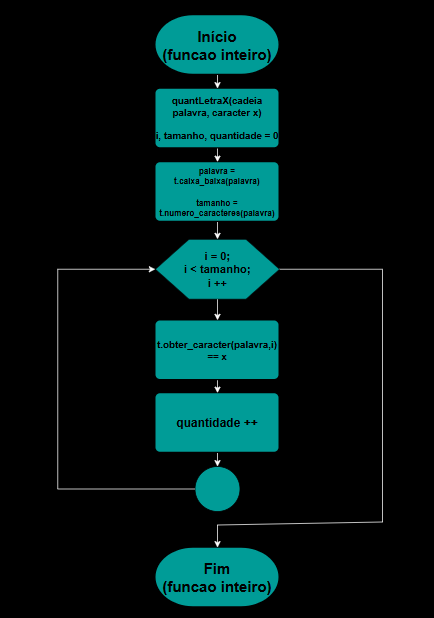 Inicio
(funcao inteiro)
quantLetraX(cadeia
palavra, caracter x)
i, tamanho, quantidade = 0
palavra =
t.caixa_baixa(palavra)
tamanho =
t.numero_caracteres(palavra)
i = 0;
i < tamanho;
i ++
t.obter_caracter(palavra,i)
== x
quantidade ++
Fim
(funcao inteiro)